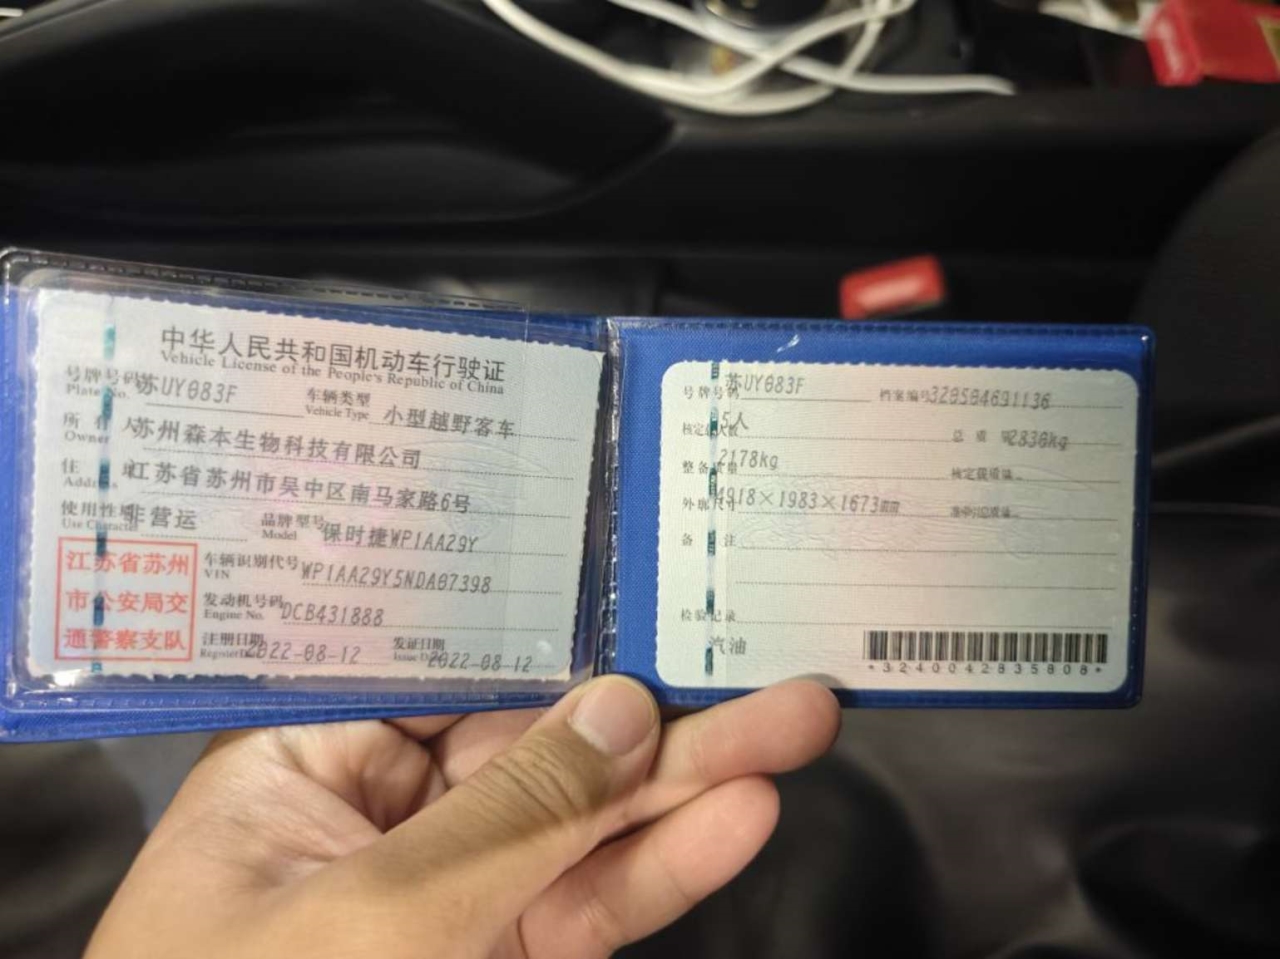 中华人民共和国机动车行驶证
Vehicle License of the People's Republic of China
号牌号码 苏UY083F 车辆类型 小型越野客车
Plate No. Vehicle Type
所有人 苏州森本生物科技有限公司
Owner
住 江苏省苏州市吴中区南马家路6号
Address
使用性 非营运 品牌型号 保时捷WP1AA29Y
Use Character Model
江苏省苏州
市公安局交
通警察支队
车辆识别代号 WP1AA29Y5NDA07398
VIN
发动机号码 DCB431888
Engine No.
注册日期 2022-08-12 发证日期 2022-08-12
Register Issue
号牌号码 苏UY083F 档案编号 320504691136
核定 人数 5人 总质量 2830kg
整备质量 2178kg 核定载质量
外廓尺寸 4918×1983×1673mm 准牵引总质量
备注
检验记录
汽油
*3240042835808*